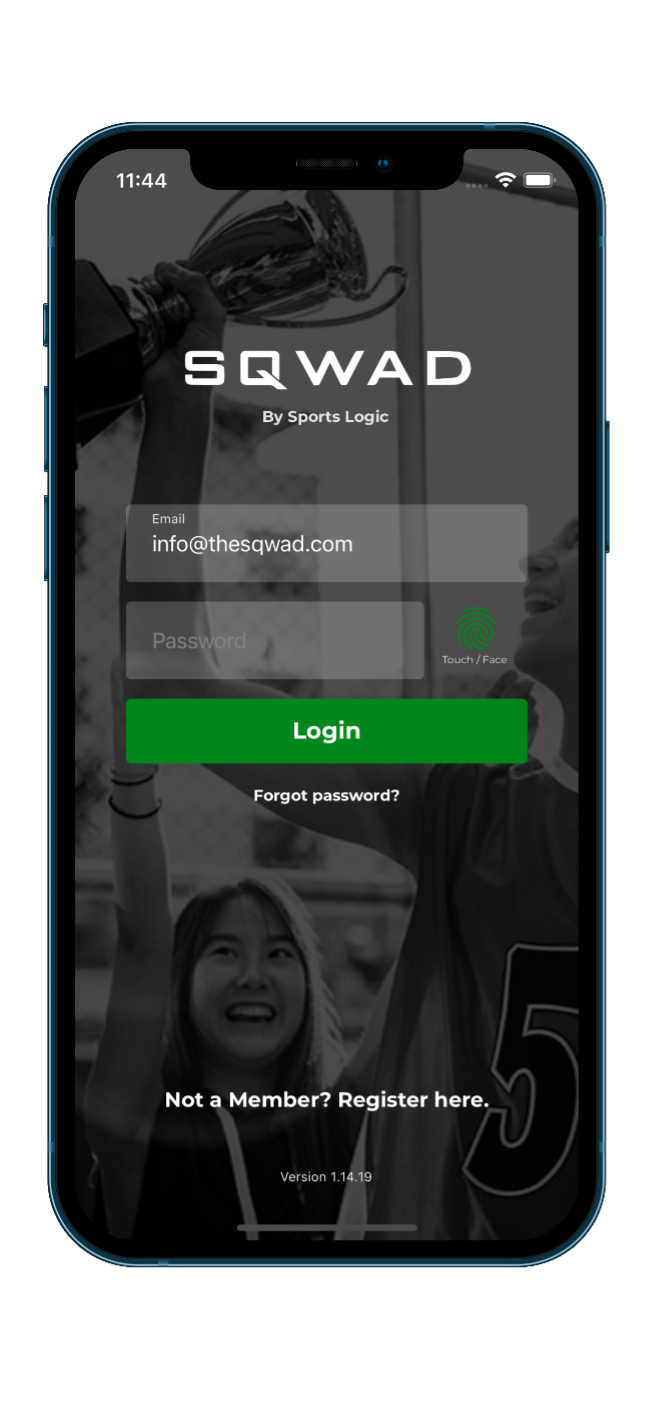 11:44
SQWAD
By Sports Logic
Email
info@thesqwad.com
Password
Touch / Face
Login
Forgot password?
5
Not a Member? Register here.
Version 1.14.19